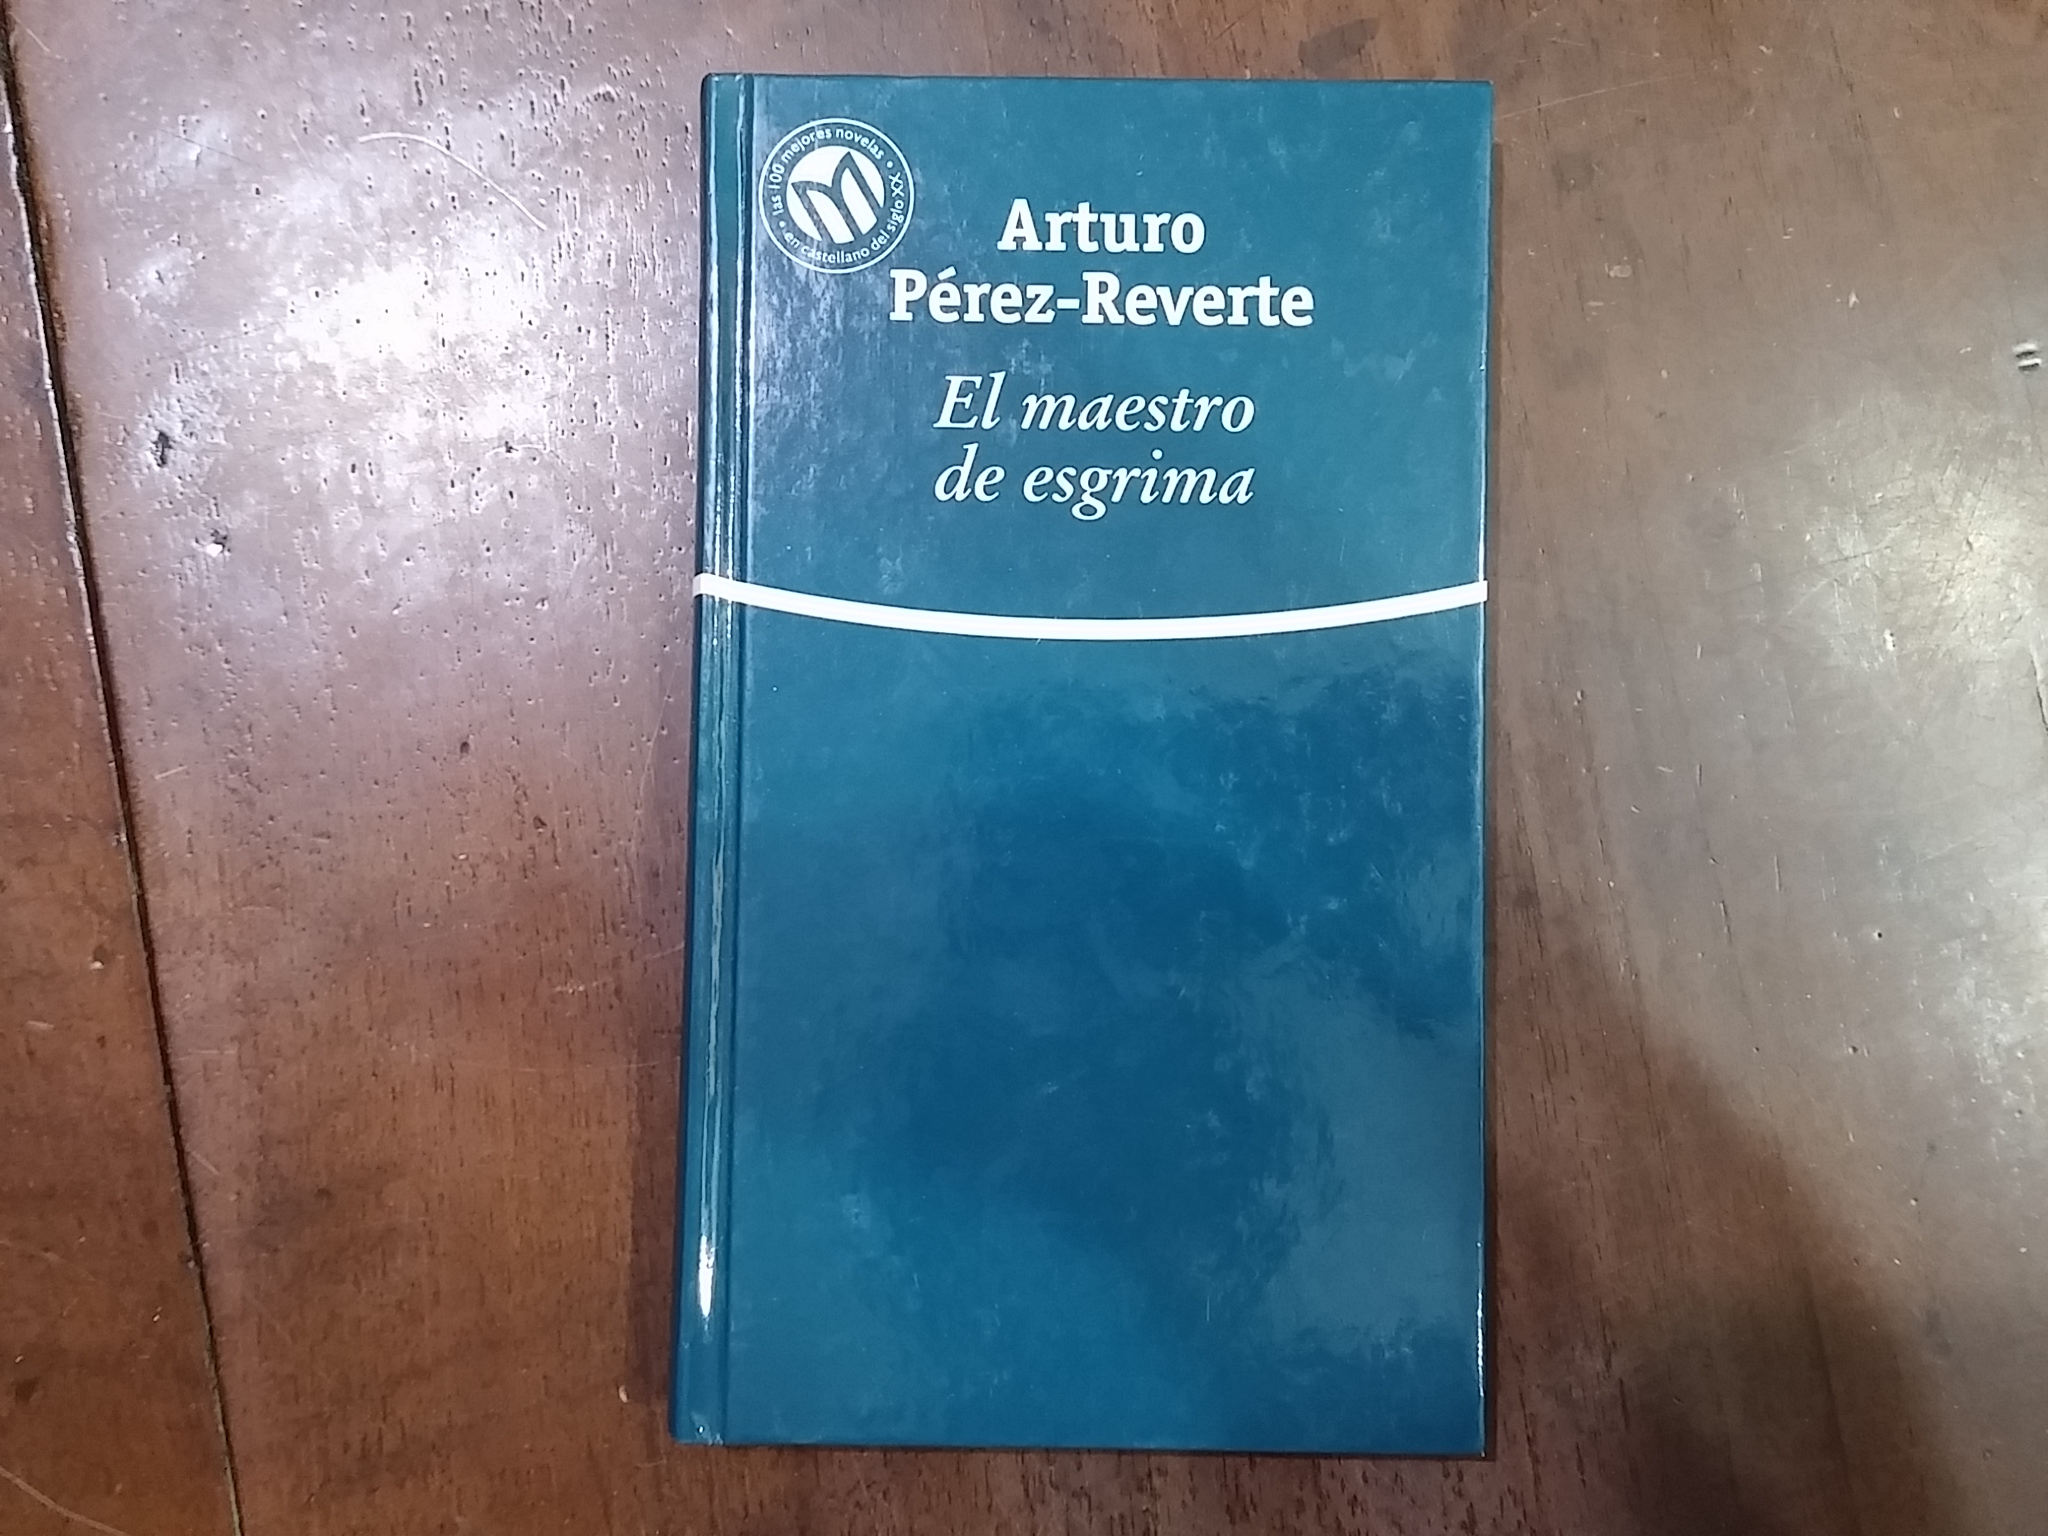 • las 100 mejores novelas • en castellano del siglo XX
Arturo
Pérez-Reverte
El maestro
de esgrima